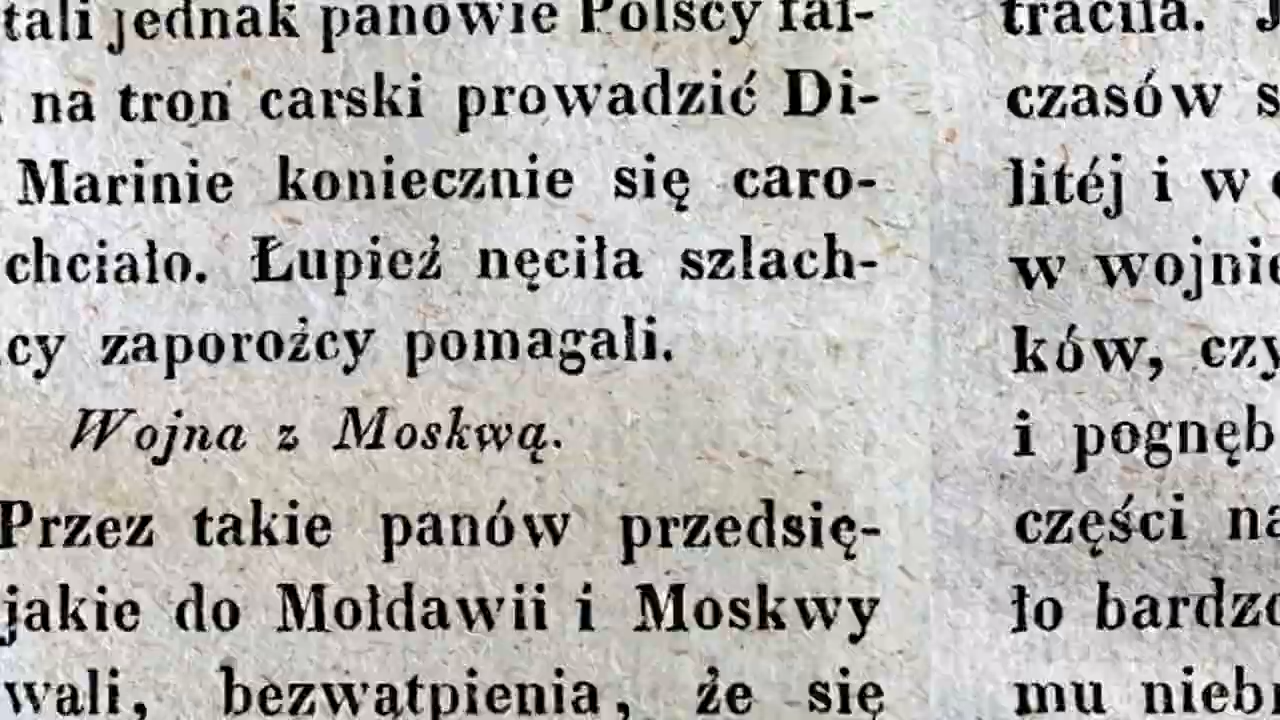 tali jednak panowie Polscy fał-
na tron carski prowadzić Di-
Marinie koniecznie się caro-
chciało. Łupież nęciła szlach-
cy zaporożcy pomagali.
Wojna z Moskwą.
Przez takie panów przedsię-
jakie do Mołdawii i Moskwy
wali, bezwątpienia, że się
traciła.
czasów s
litéj i w
w wojnie
ków, czy
i pognęb
części na
ło bardzo
mu nieb